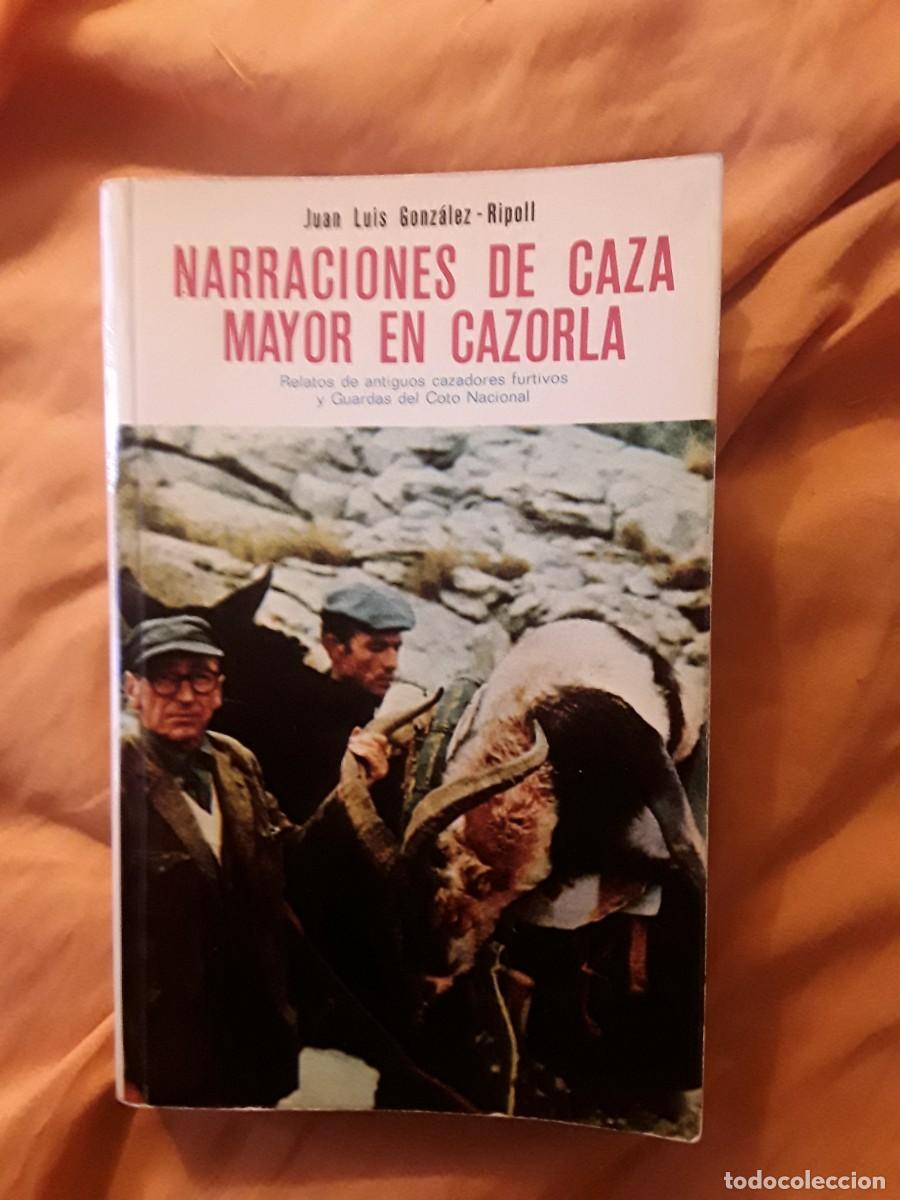 Juan Luis González-Ripoll
NARRACIONES DE CAZA
MAYOR EN CAZORLA
Relatos de antiguos cazadores furtivos
y Guardas del Coto Nacional
todocoleccion